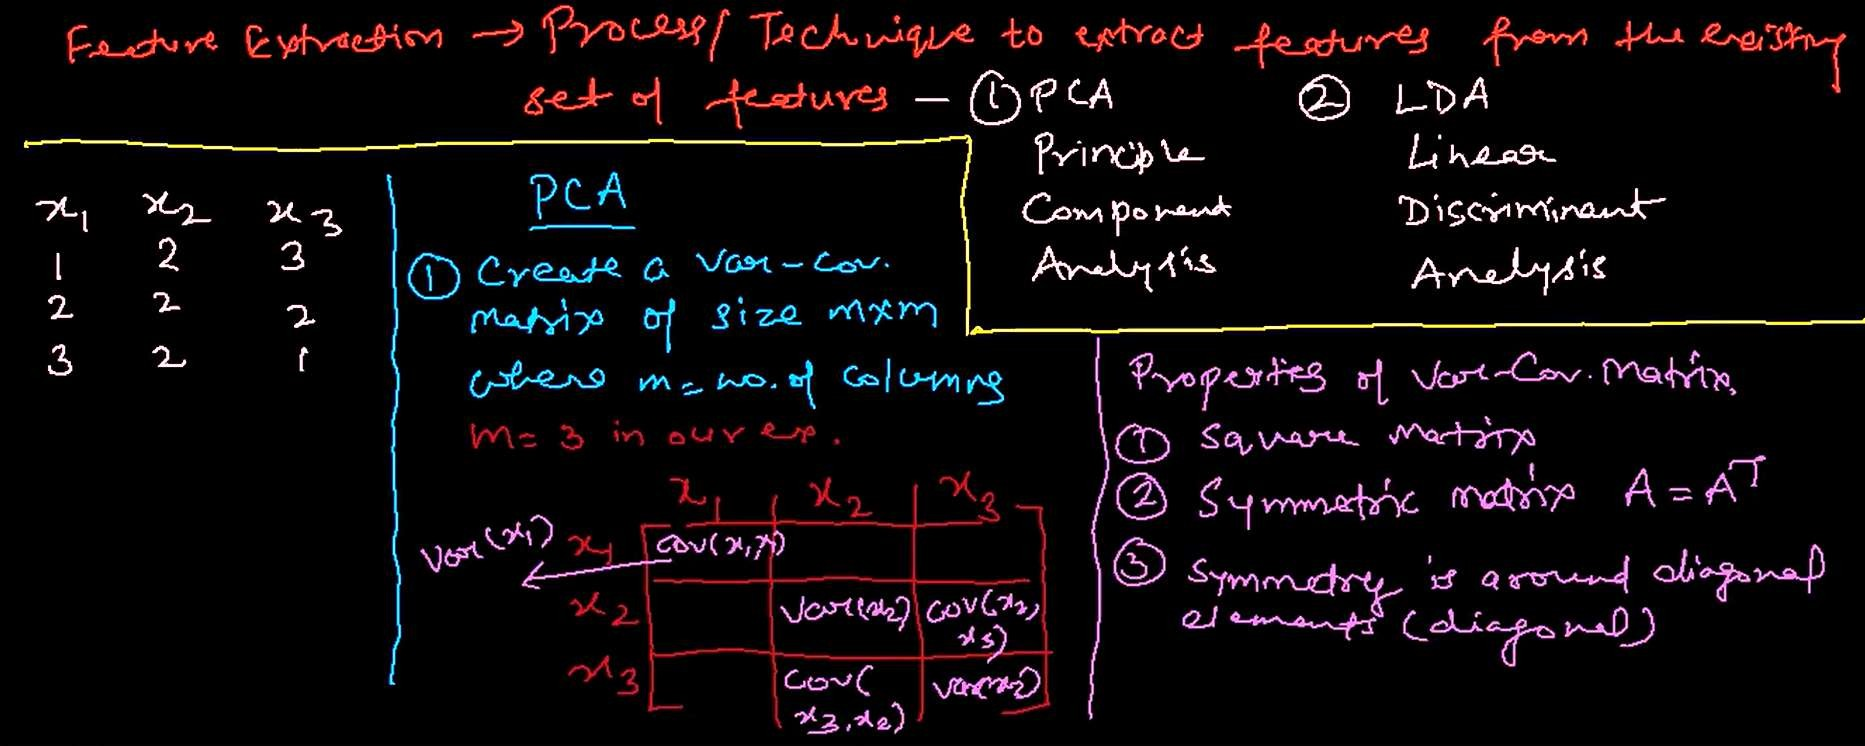 Feature Extraction → Process/ Technique to extract features from the existing
set of features — ① PCA ② LDA
Principle Linear
Component Discriminant
Analysis Analysis
x1 x2 x3
1 2 3
2 2 2
3 2 1
PCA
① Create a var-cov.
matrix of size m×m
where m = no. of columns
m = 3 in our ex.
x1 x2 x3
x1 cov(x1,x1)
Var(x1)
x2 Var(x2) cov(x2,
x3)
x3 cov( var(x3)
x3,x2)
Properties of Var-Cov. Matrix
① Square matrix
② Symmetric matrix A = A^T
③ Symmetry is around diagonal
elements (diagonal)